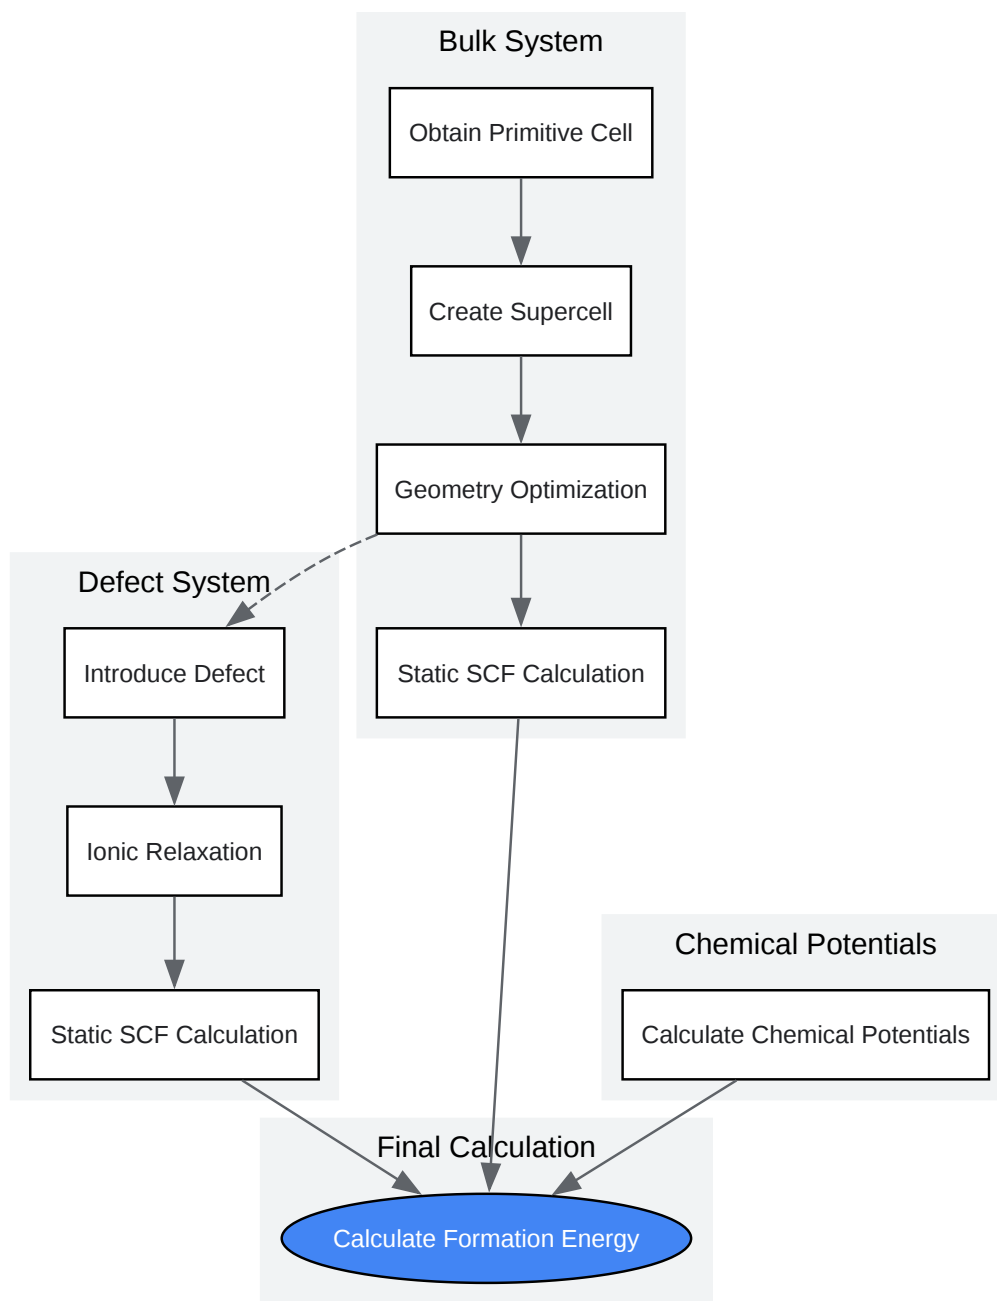 Bulk System
Obtain Primitive Cell
Create Supercell
Geometry Optimization
Static SCF Calculation
Defect System
Introduce Defect
Ionic Relaxation
Static SCF Calculation
Chemical Potentials
Calculate Chemical Potentials
Final Calculation
Calculate Formation Energy